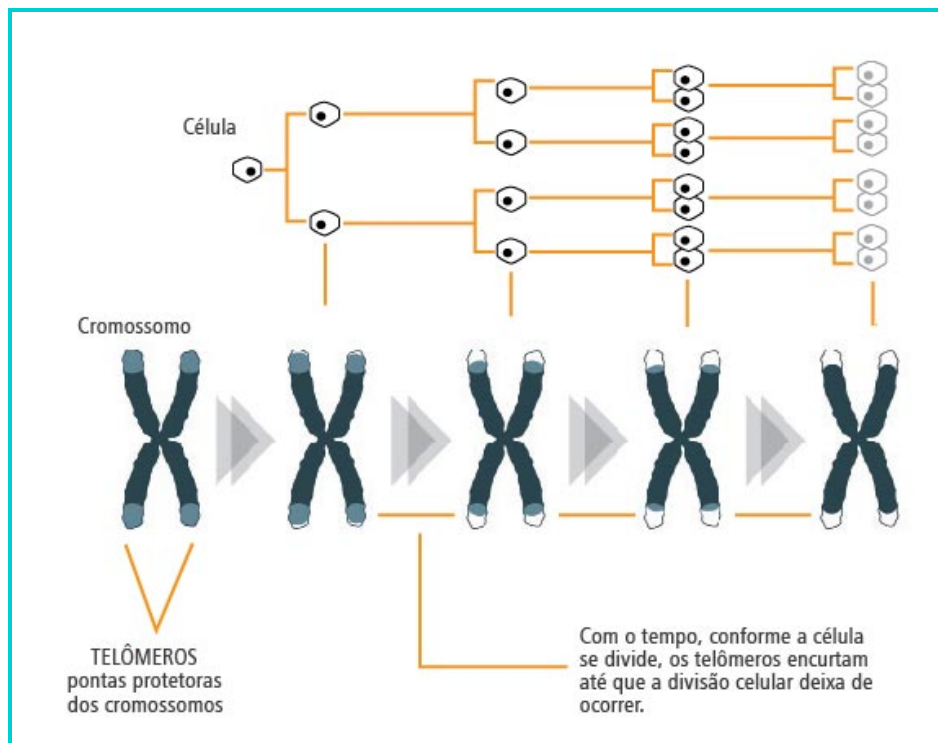 Célula
Cromossomo
TELÔMEROS
pontas protetoras
dos cromossomos
Com o tempo, conforme a célula
se divide, os telômeros encurtam
até que a divisão celular deixa de
ocorrer.